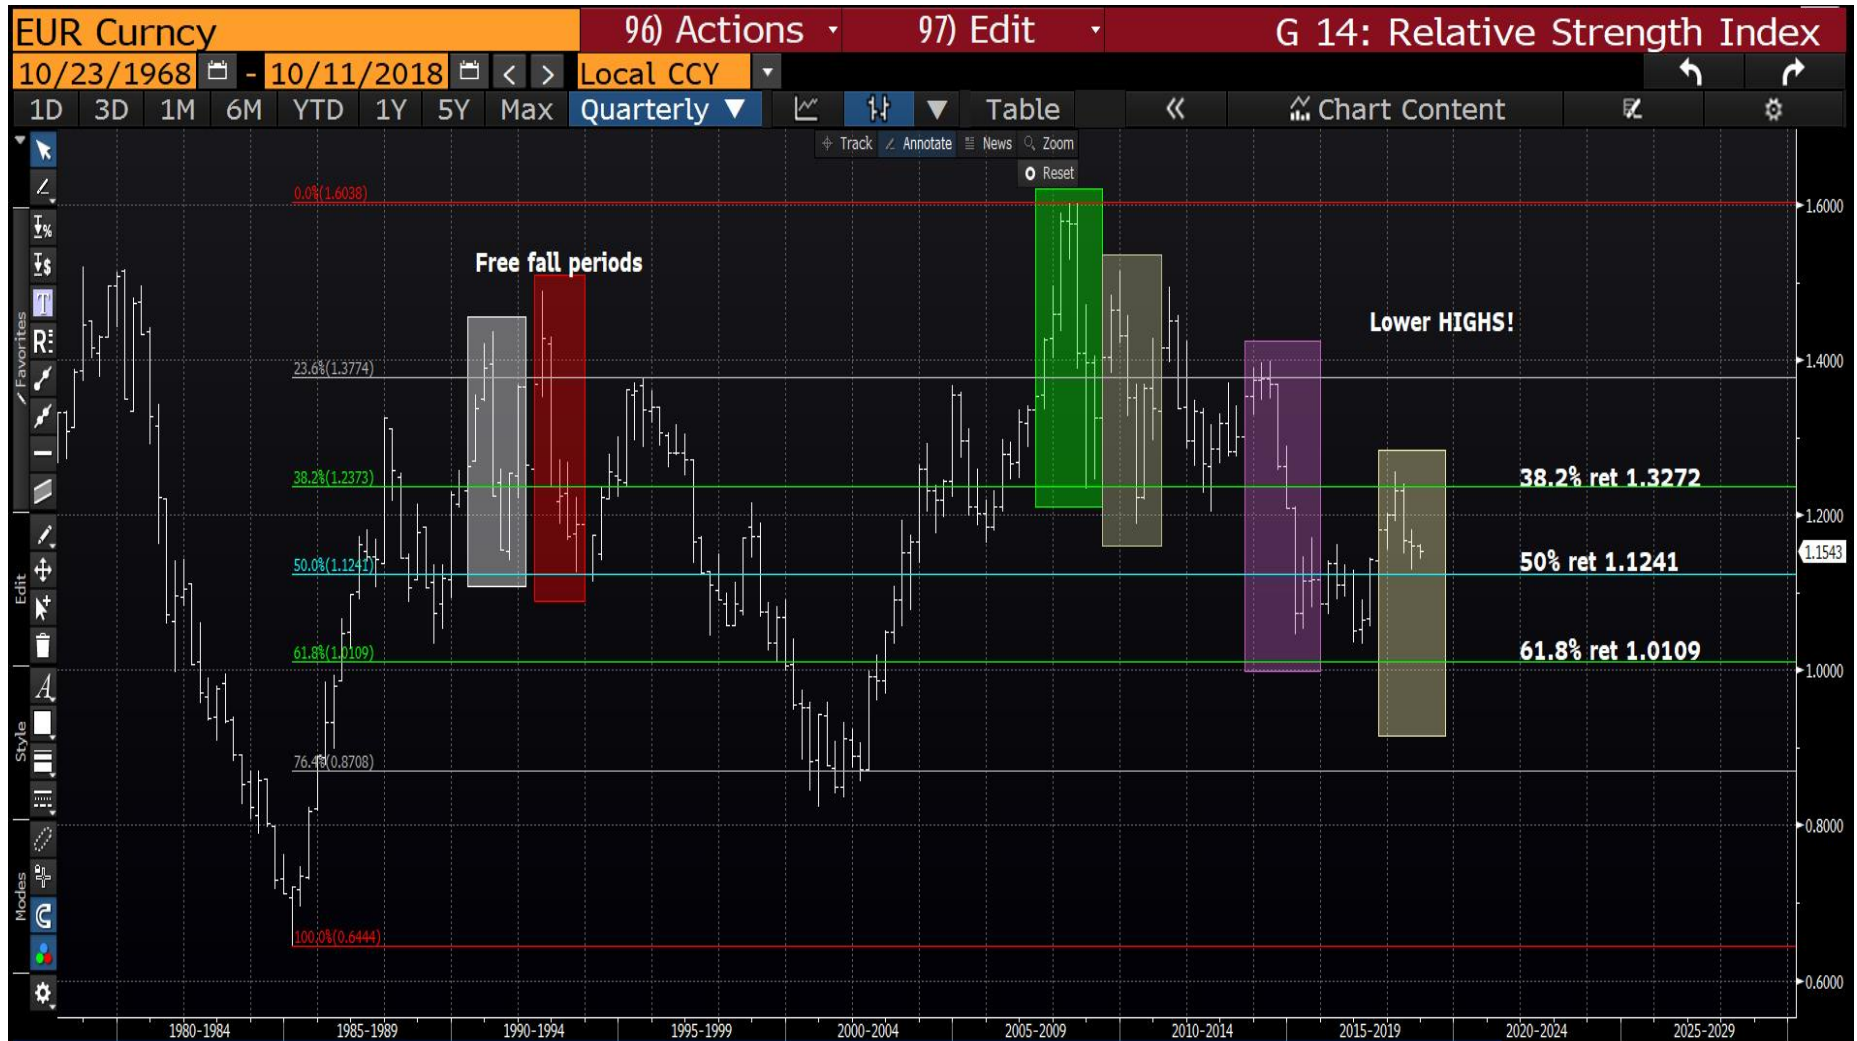 EUR Curncy
96) Actions
97) Edit
G 14: Relative Strength Index
10/23/1968 - 10/11/2018
Local CCY
1D 3D 1M 6M YTD 1Y 5Y Max Quarterly ▼
Table
«
Chart Content
Track Annotate News Zoom
Reset
0.0%(1.6038)
1.6000
Free fall periods
Lower HIGHS!
23.6%(1.3774)
1.4000
38.2%(1.2373)
38.2% ret 1.3272
1.2000
1.1543
50.0%(1.1241)
50% ret 1.1241
61.8%(1.0109)
61.8% ret 1.0109
1.0000
76.4%(0.8708)
0.8000
100.0%(0.6444)
0.6000
Favorites
Edit
Style
Modes
%
$
T
R
A
1980-1984 1985-1989 1990-1994 1995-1999 2000-2004 2005-2009 2010-2014 2015-2019 2020-2024 2025-2029